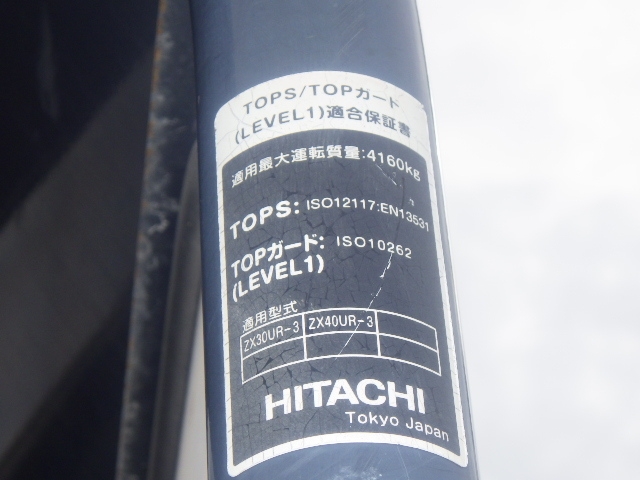 TOPS/TOPガード
(LEVEL1)適合保証書
適用最大運転質量:4160kg
TOPS: ISO12117:EN13531
TOPガード: ISO10262
(LEVEL1)
適用型式
ZX30UR-3 ZX40UR-3
HITACHI
Tokyo Japan